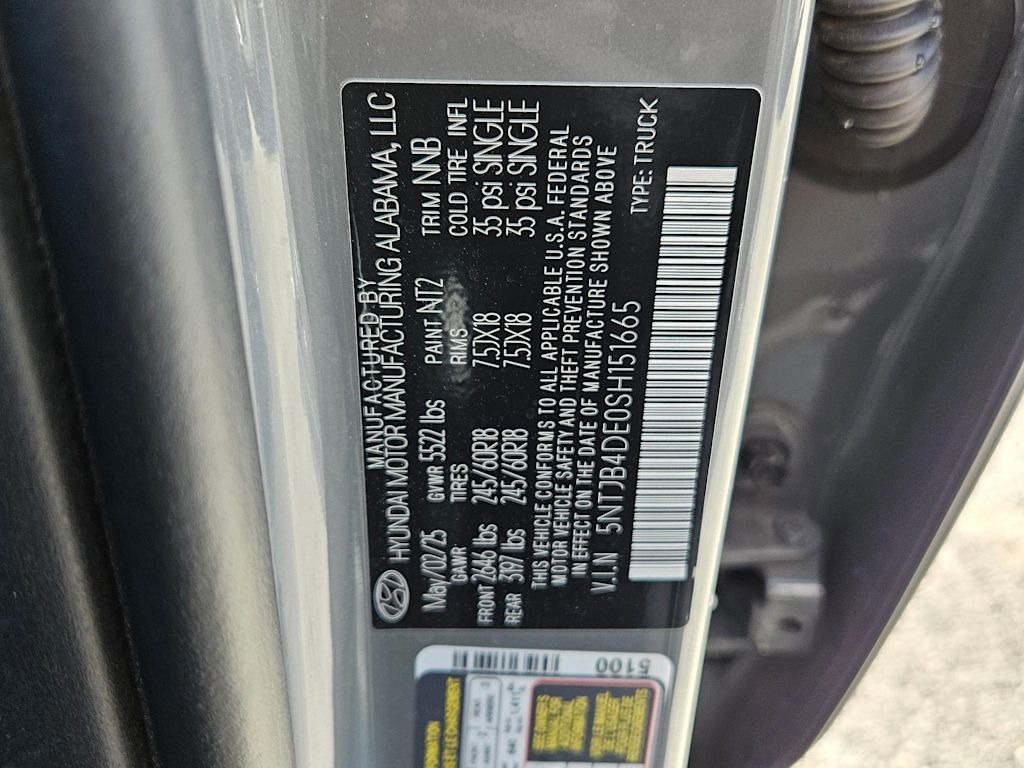 MANUFACTURED BY
HYUNDAI MOTOR MANUFACTURING ALABAMA, LLC
May/02/25 GVWR 5522 lbs PAINT NT2 TRIM NNB
GAWR TIRES RIMS COLD TIRE INFL
FRONT 2646 lbs 245/60R18 7.5JX18 35 psi SINGLE
REAR 3197 lbs 245/60R18 7.5JX18 35 psi SINGLE
THIS VEHICLE CONFORMS TO ALL APPLICABLE U.S.A. FEDERAL
MOTOR VEHICLE SAFETY AND THEFT PREVENTION STANDARDS
IN EFFECT ON THE DATE OF MANUFACTURE SHOWN ABOVE
V.I.N 5NTJB4DE0SH151665 TYPE: TRUCK
5100